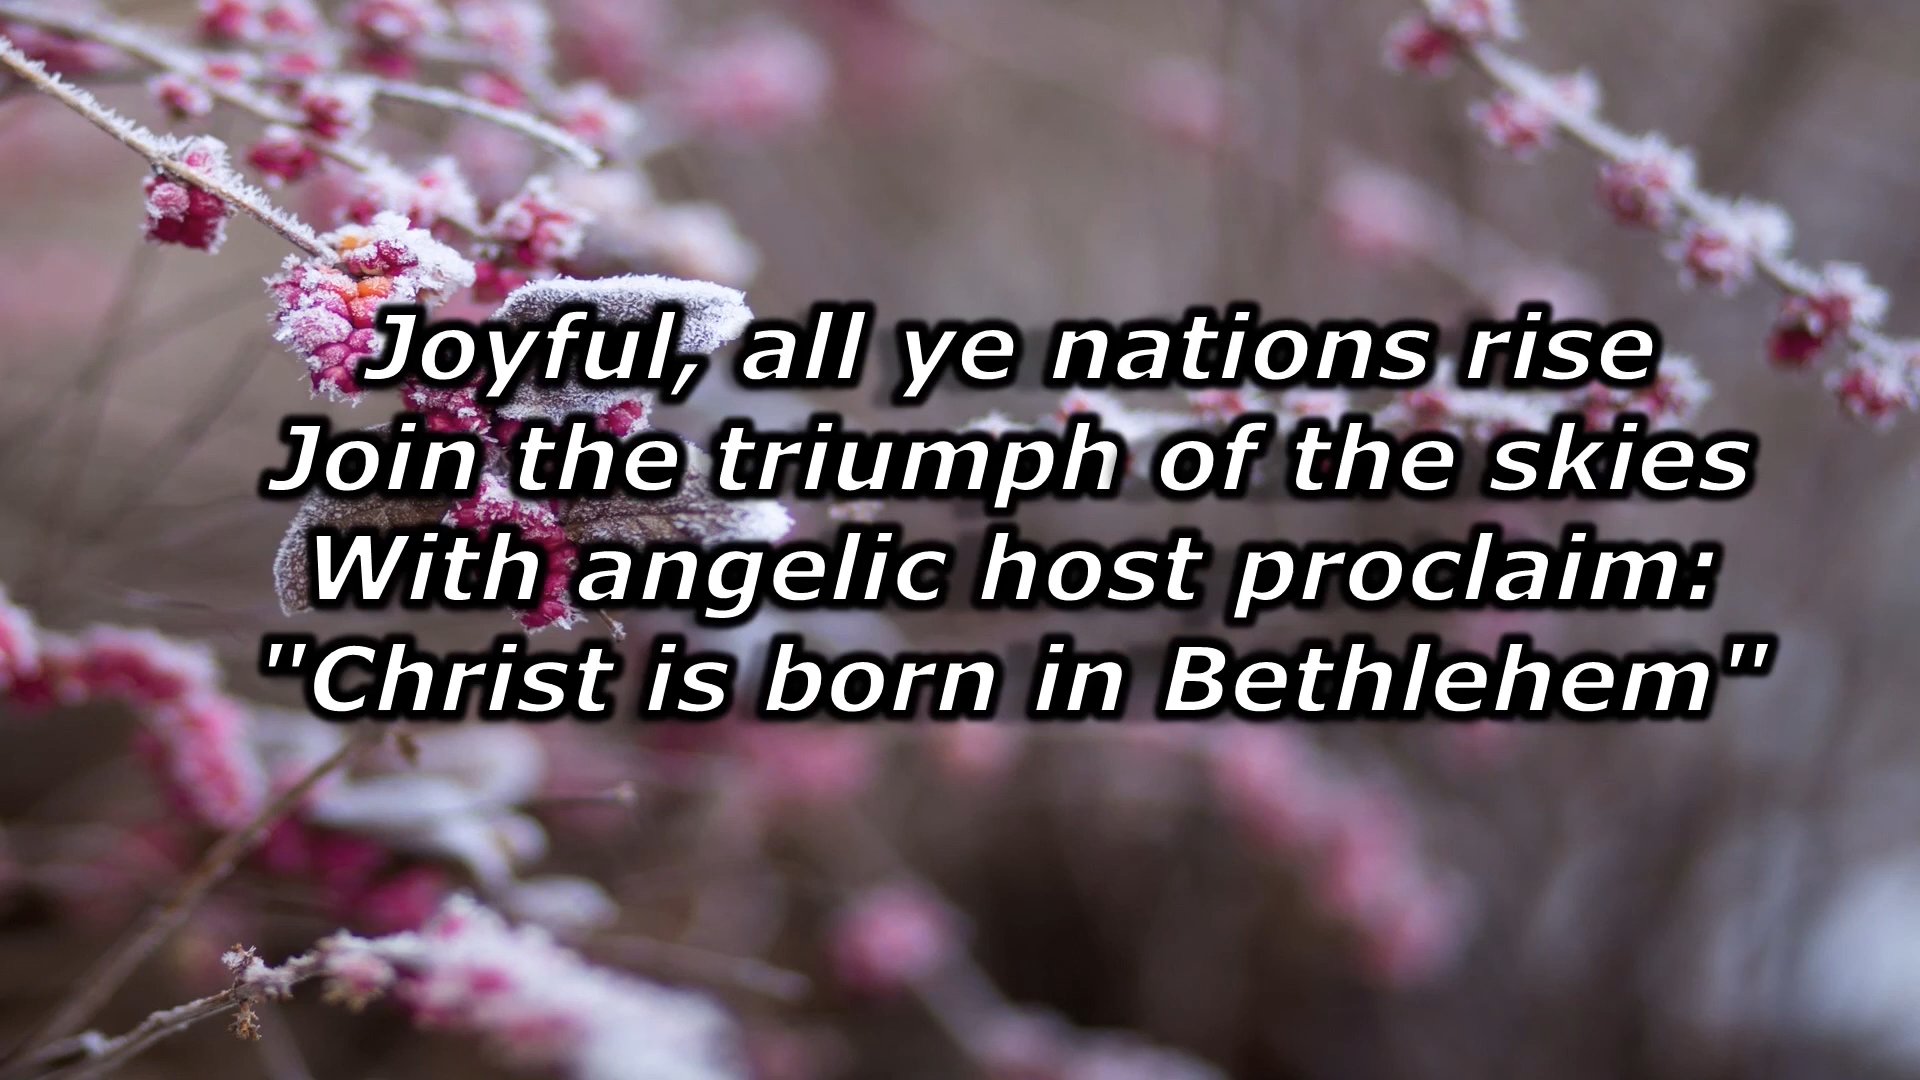 Joyful, all ye nations rise
Join the triumph of the skies
With angelic host proclaim:
"Christ is born in Bethlehem"